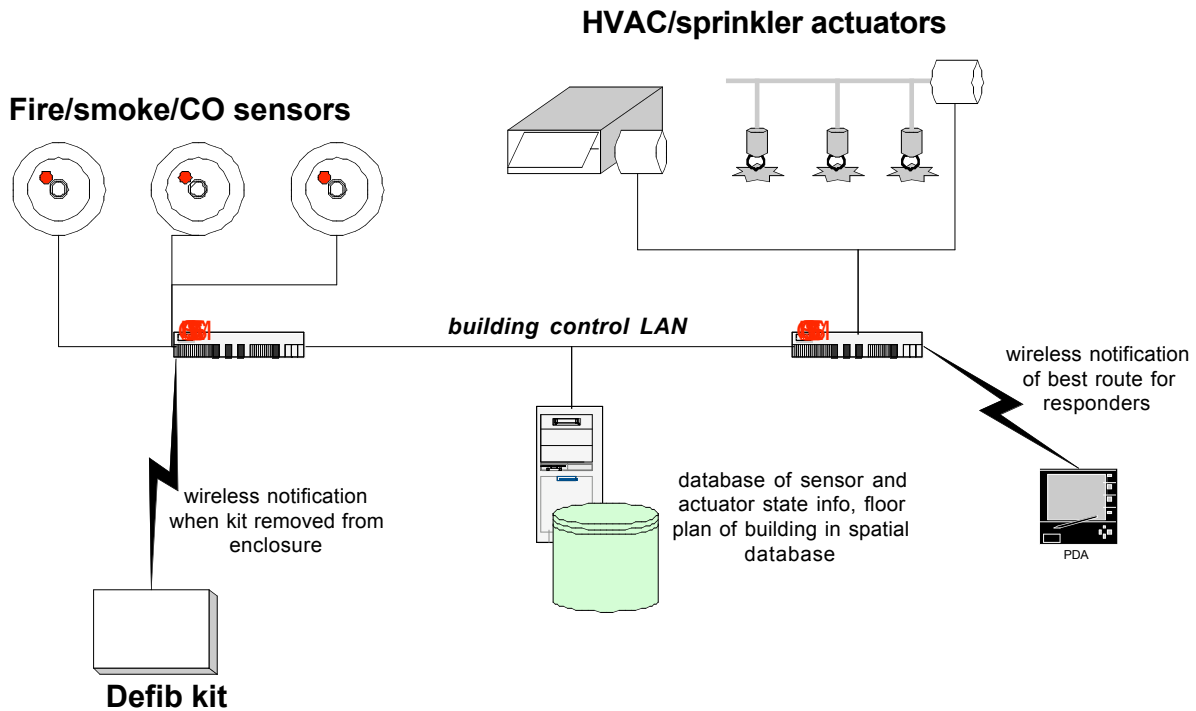 HVAC/sprinkler actuators
Fire/smoke/CO sensors
building control LAN
wireless notification
of best route for
responders
wireless notification
when kit removed from
enclosure
database of sensor and
actuator state info, floor
plan of building in spatial
database
PDA
Defib kit